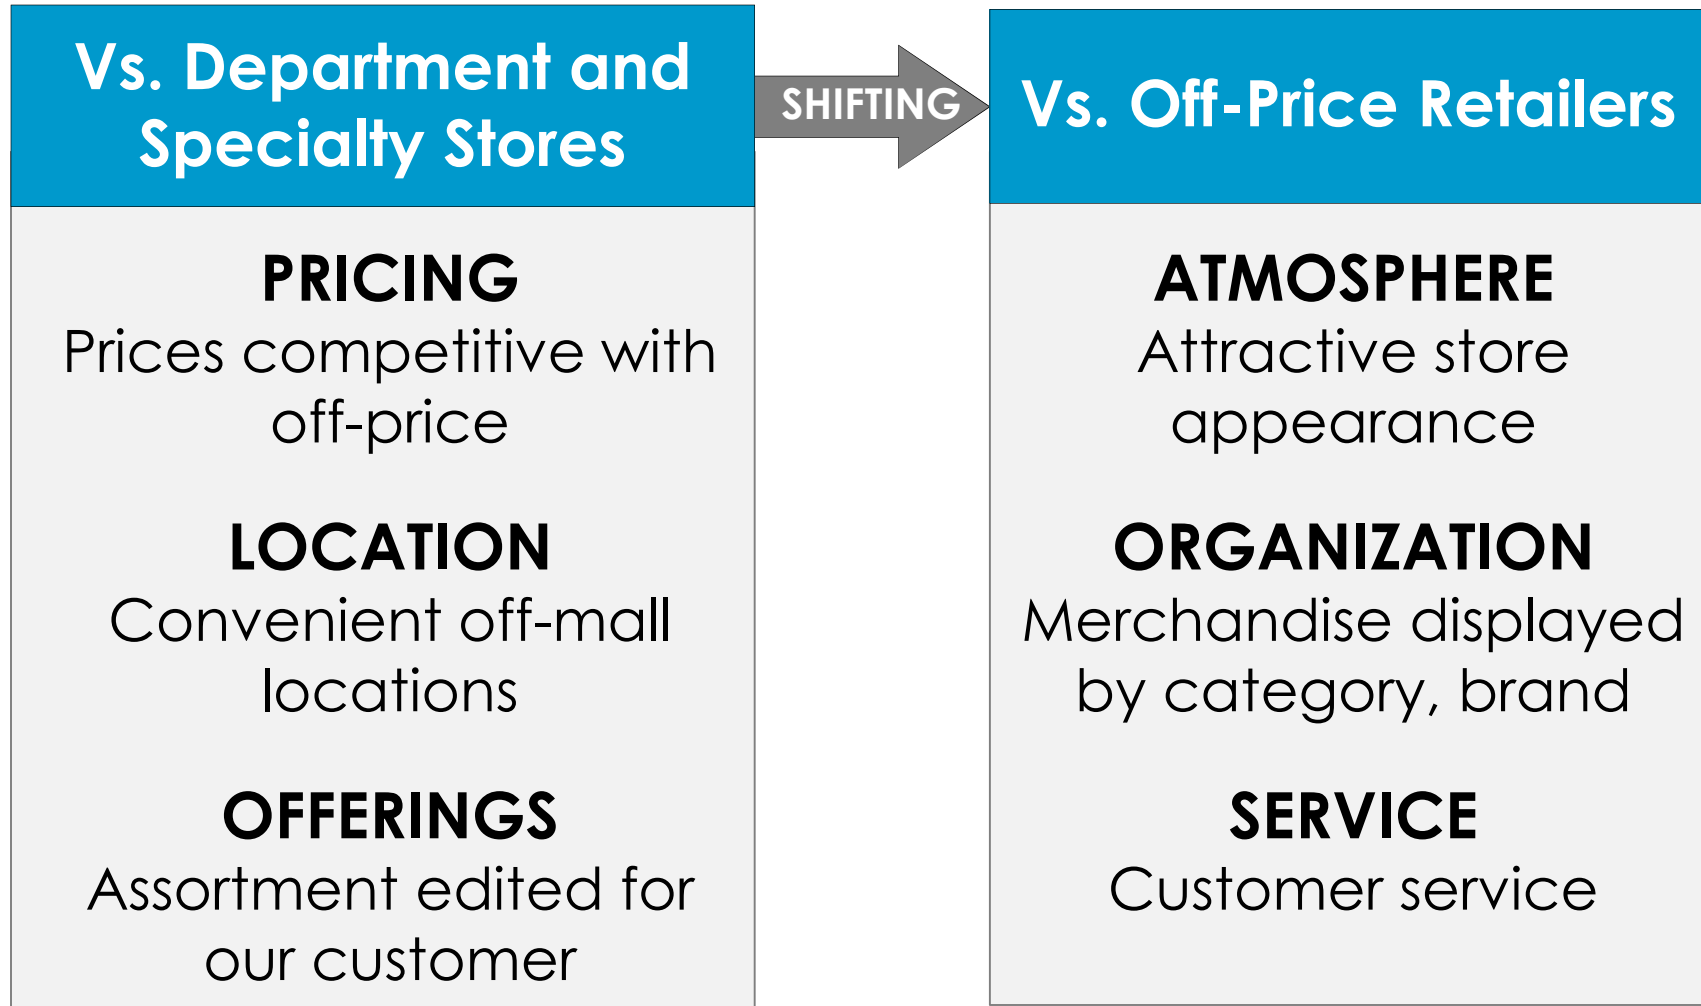 Vs. Department and
Specialty Stores
SHIFTING
Vs. Off-Price Retailers
PRICING
Prices competitive with
off-price
LOCATION
Convenient off-mall
locations
OFFERINGS
Assortment edited for
our customer
ATMOSPHERE
Attractive store
appearance
ORGANIZATION
Merchandise displayed
by category, brand
SERVICE
Customer service